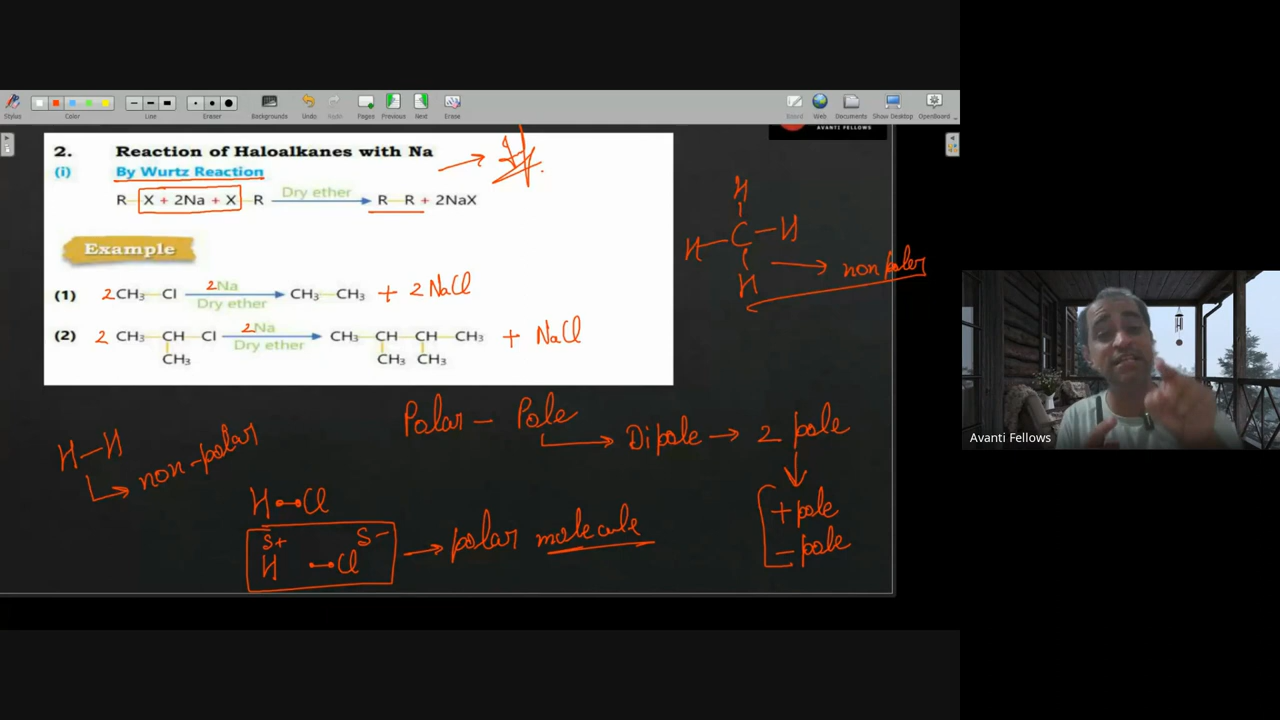 Stylus
Color
Line
Eraser
Backgrounds
Undo
Redo
Pages
Previous
Next
Erase
Board
Web
Documents
Show Desktop
OpenBoard
AVANTI FELLOWS
2. Reaction of Haloalkanes with Na
(i) By Wurtz Reaction
R—X + 2Na + X—R Dry ether → R—R + 2NaX
Example
(1) 2CH₃—Cl 2Na Dry ether → CH₃—CH₃ + 2NaCl
(2) 2 CH₃—CH—Cl 2Na Dry ether → CH₃—CH—CH—CH₃ + NaCl
CH₃ CH₃ CH₃
H
H—C—H
H → non polar
Polar — Pole → Dipole → 2 pole
+ pole
- pole
H—H
→ non-polar
H Cl
S+ S-
H Cl → polar molecule
Avanti Fellows